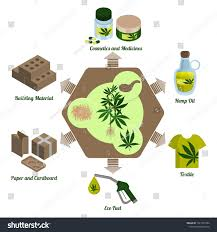 Cosmetics and Medicines
Building Material
Hemp Oil
Paper and Cardboard
Textile
Eco Fuel
shutterstock